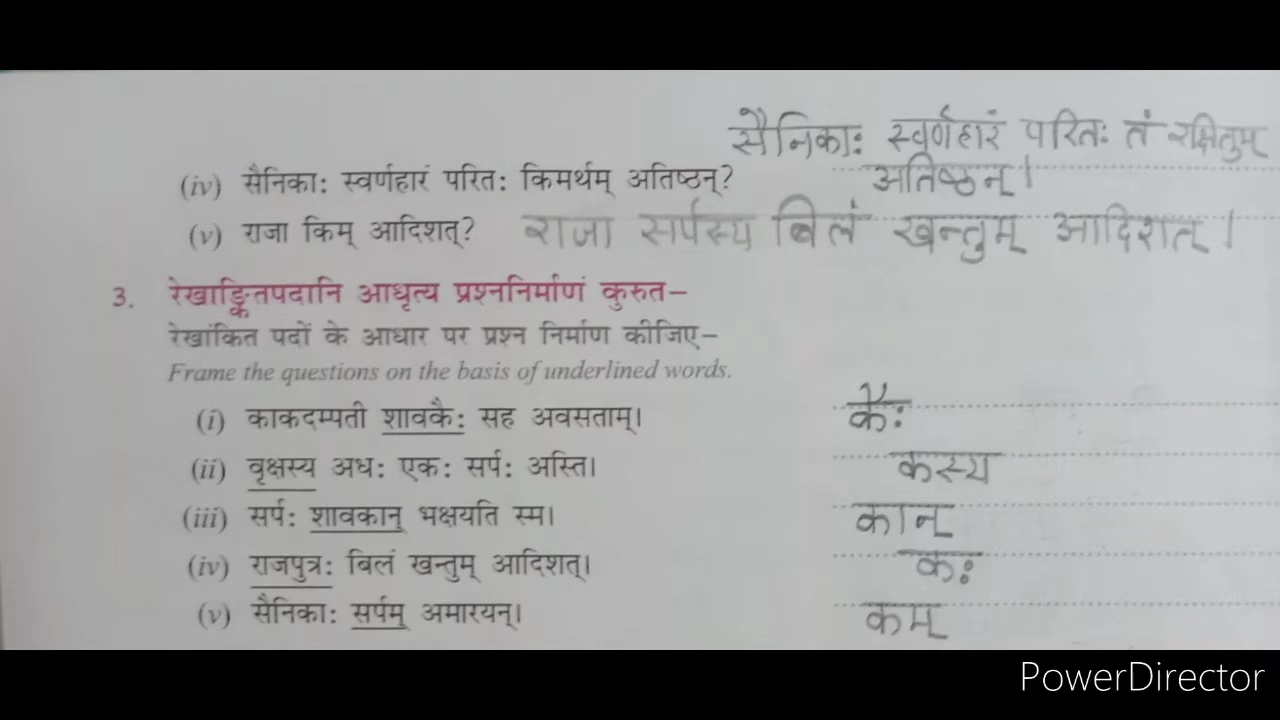 सैनिकाः स्वर्णहारं परितः तं रक्षितुम्
(iv) सैनिकाः स्वर्णहारं परितः किमर्थम् अतिष्ठन्? अतिष्ठन्।
(v) राजा किम् आदिशत्? राजा सर्पस्य बिलं खन्तुम् आदिशत्।
3. रेखाङ्कितपदानि आधृत्य प्रश्ननिर्माणं कुरुत–
रेखांकित पदों के आधार पर प्रश्न निर्माण कीजिए–
Frame the questions on the basis of underlined words.
(i) काकदम्पती शावकैः सह अवसताम्। कैः
(ii) वृक्षस्य अधः एकः सर्पः अस्ति। कस्य
(iii) सर्पः शावकान् भक्षयति स्म। कान्
(iv) राजपुत्रः बिलं खन्तुम् आदिशत्। कः
(v) सैनिकाः सर्पम् अमारयन्। कम्
PowerDirector